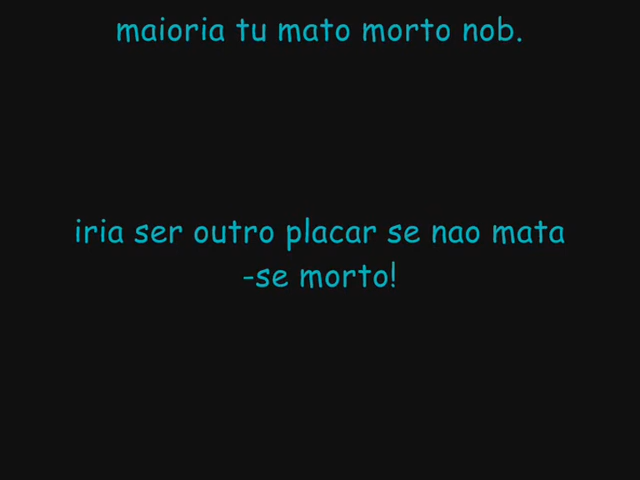 maioria tu mato morto nob.
iria ser outro placar se nao mata
-se morto!